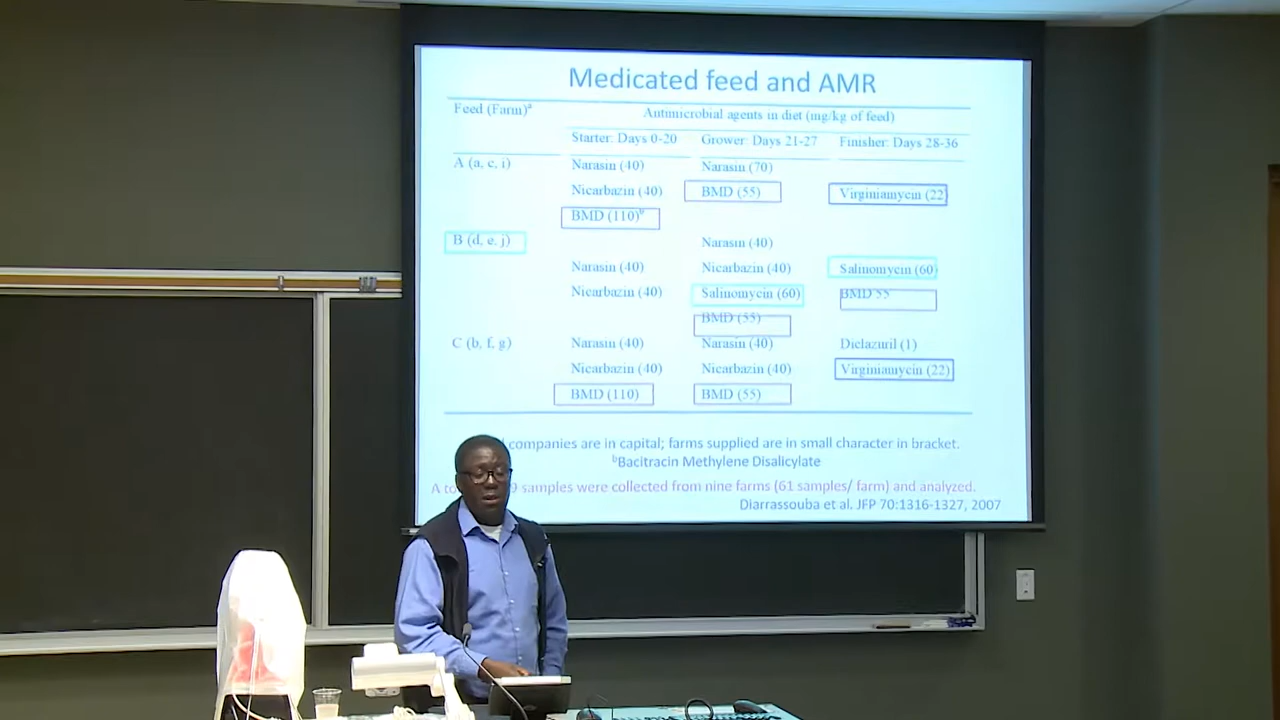 Medicated feed and AMR
Feed (Farm)a
Antimicrobial agents in diet (mg/kg of feed)
Starter: Days 0-20 Grower: Days 21-27 Finisher: Days 28-36
A (a, c, i) Narasin (40) Narasin (70)
Nicarbazin (40) BMD (55) Virginiamycin (22)
BMD (110)b
B (d, e. j) Narasin (40)
Narasin (40) Nicarbazin (40) Salinomycin (60)
Nicarbazin (40) Salinomycin (60) BMD 55
BMD (55)
C (b, f, g) Narasin (40) Narasin (40) Diclazuril (1)
Nicarbazin (40) Nicarbazin (40) Virginiamycin (22)
BMD (110) BMD (55)
companies are in capital; farms supplied are in small character in bracket.
bBacitracin Methylene Disalicylate
A samples were collected from nine farms (61 samples/ farm) and analyzed.
Diarrassouba et al. JFP 70:1316-1327, 2007